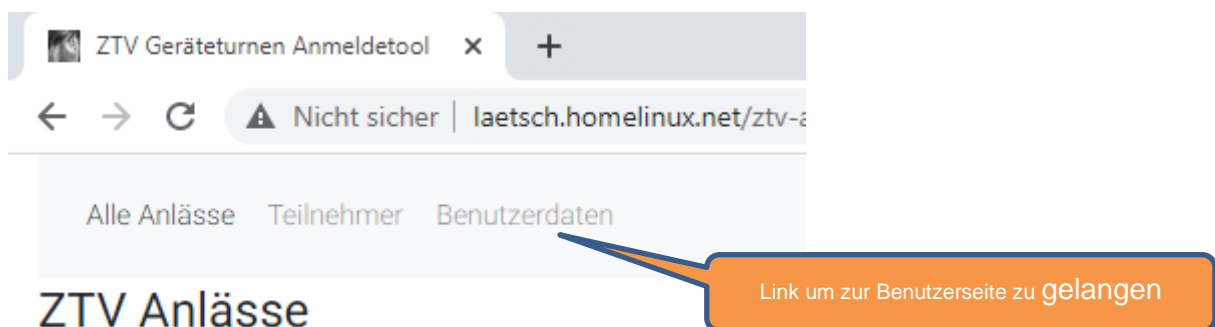 ZTV Geräteturnen Anmeldetool
Nicht sicher | laetsch.homelinux.net/ztv-a
Alle Anlässe Teilnehmer Benutzerdaten
Link um zur Benutzerseite zu gelangen
ZTV Anlässe